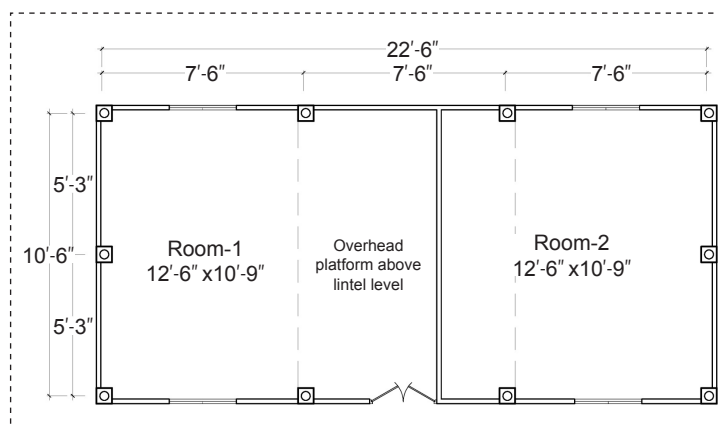 22′-6″
7′-6″ 7′-6″ 7′-6″
5′-3″
10′-6″
5′-3″
Room-1
12′-6″ x10′-9″
Overhead
platform above
lintel level
Room-2
12′-6″ x10′-9″